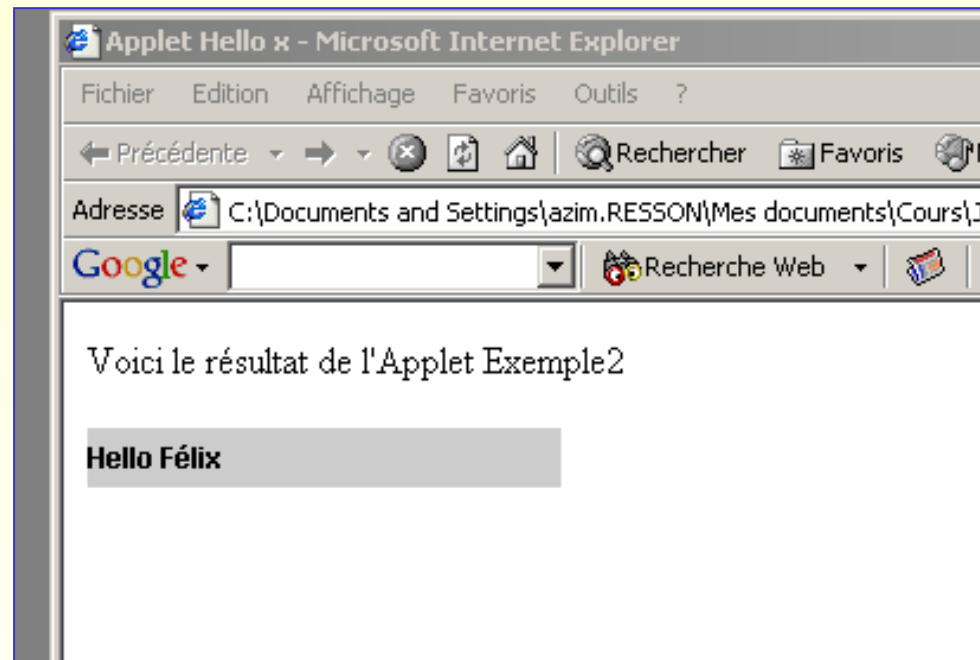 Applet Hello x - Microsoft Internet Explorer
Fichier Edition Affichage Favoris Outils ?
Précédente Rechercher Favoris
Adresse C:\Documents and Settings\azim.RESSON\Mes documents\Cours\
Google Recherche Web
Voici le résultat de l'Applet Exemple2
Hello Félix